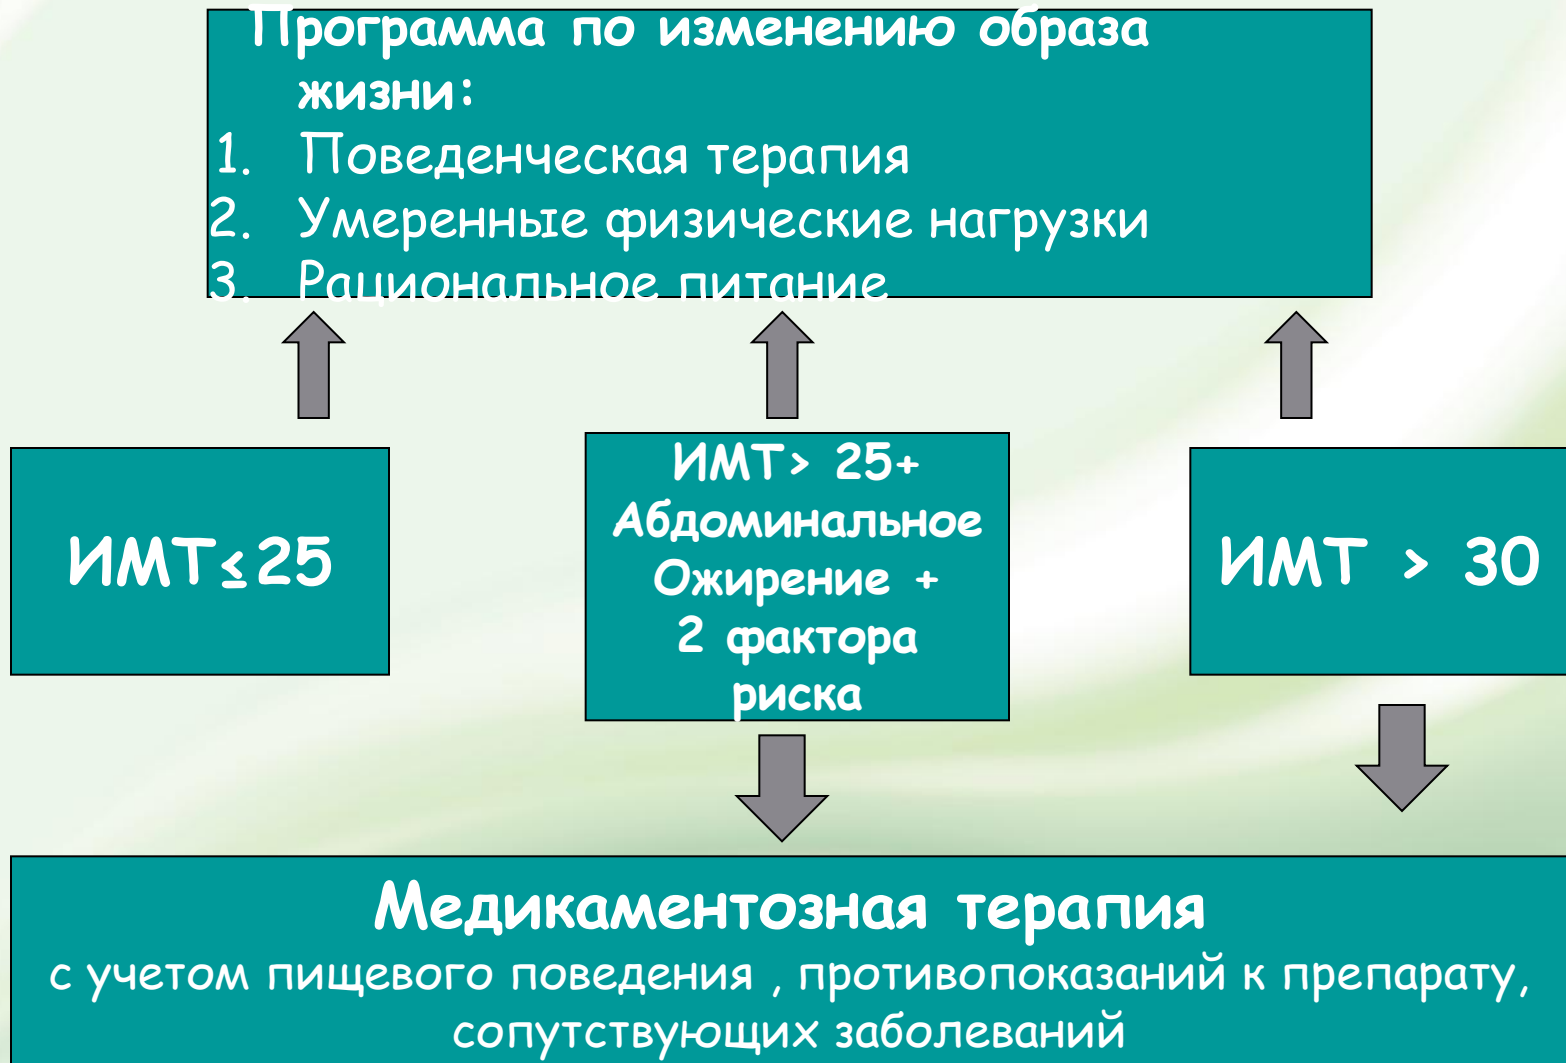 Программа по изменению образа
жизни:
1. Поведенческая терапия
2. Умеренные физические нагрузки
3. Рациональное питание
ИМТ≤25
ИМТ> 25+
Абдоминальное
Ожирение +
2 фактора
риска
ИМТ > 30
Медикаментозная терапия
с учетом пищевого поведения , противопоказаний к препарату,
сопутствующих заболеваний